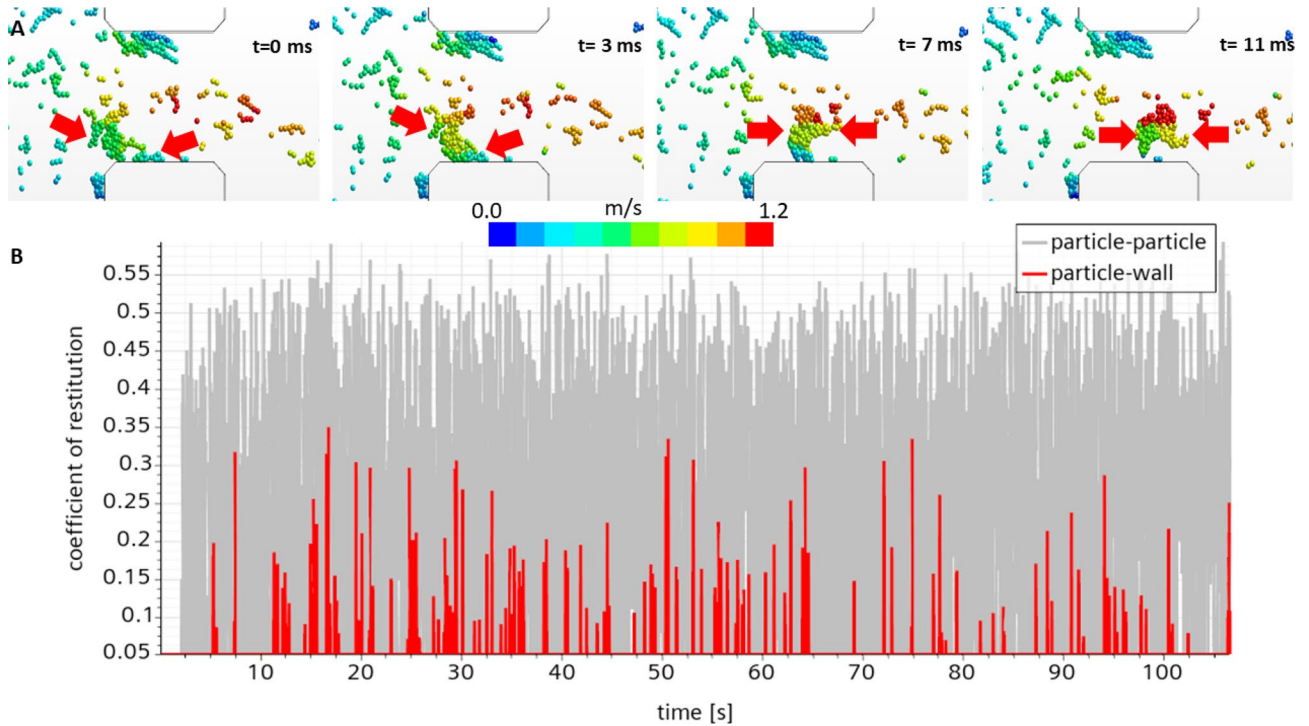 A
t=0 ms
t= 3 ms
t= 7 ms
t= 11 ms
0.0 m/s 1.2
B
particle-particle
particle-wall
0.55
0.5
0.45
0.4
0.35
0.3
0.25
0.2
0.15
0.1
0.05
coefficient of restitution
10 20 30 40 50 60 70 80 90 100
time [s]